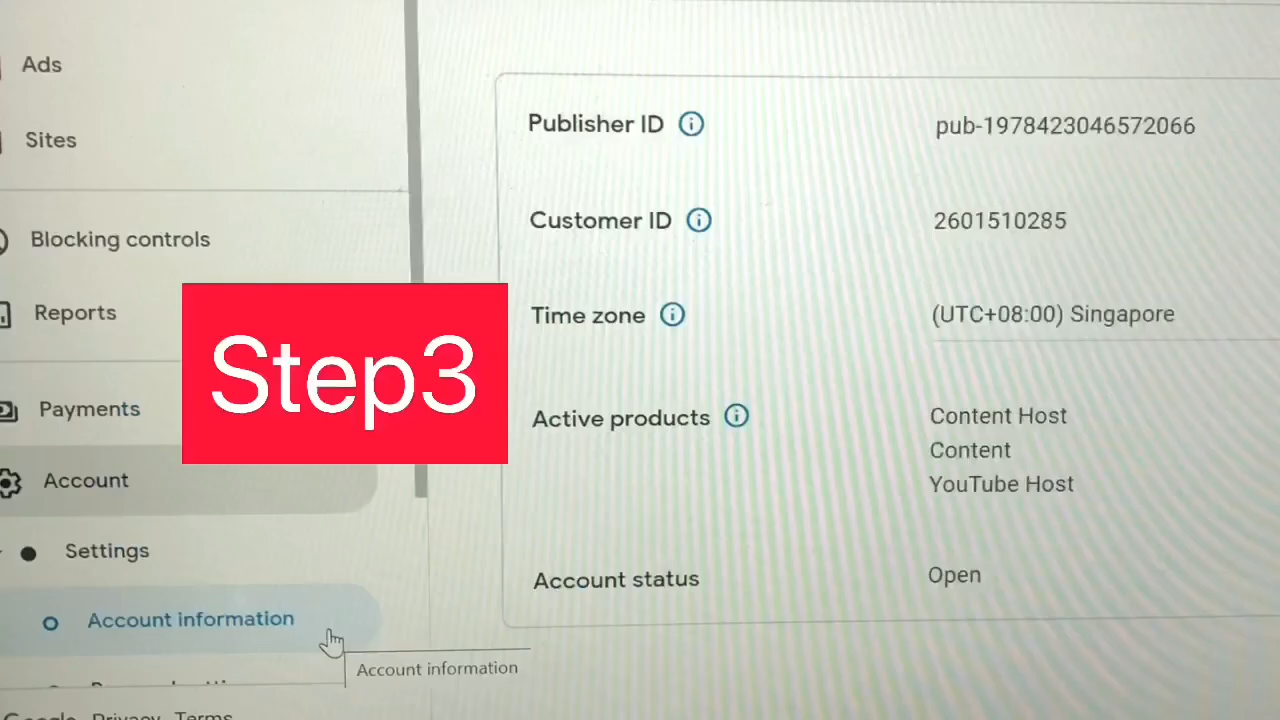 Ads
Sites
Blocking controls
Reports
Payments
Account
Settings
Account information
Account information
Google Privacy Terms
Step3
Publisher ID
pub-1978423046572066
Customer ID
2601510285
Time zone
(UTC+08:00) Singapore
Active products
Content Host
Content
YouTube Host
Account status
Open